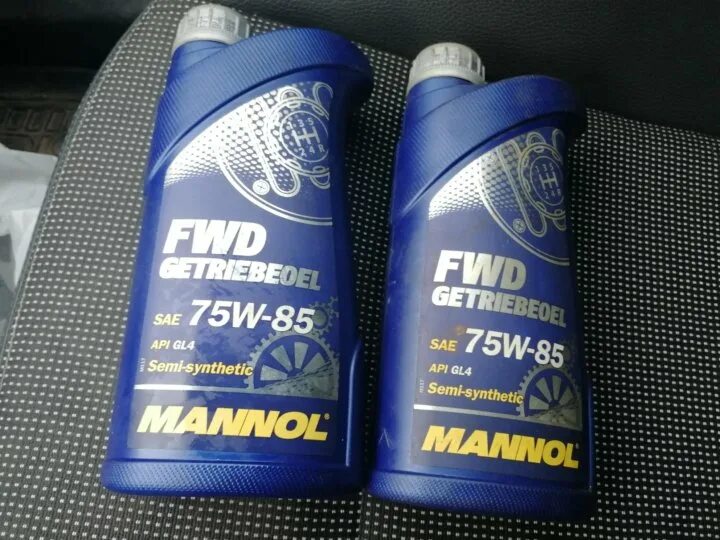 FWD
GETRIEBEOEL
SAE 75W-85
API GL4
Semi-synthetic
MANNOL
FWD
GETRIEBEOEL
SAE 75W-85
API GL4
Semi-synthetic
MANNOL